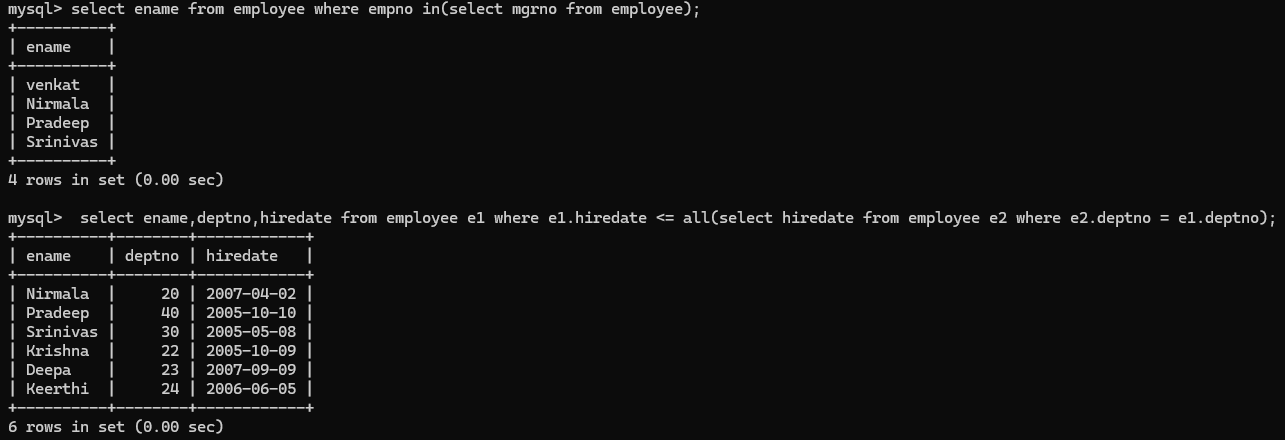 mysql> select ename from employee where empno in(select mgrno from employee);
+----------+
| ename    |
+----------+
| venkat   |
| Nirmala  |
| Pradeep  |
| Srinivas |
+----------+
4 rows in set (0.00 sec)
mysql>  select ename,deptno,hiredate from employee e1 where e1.hiredate <= all(select hiredate from employee e2 where e2.deptno = e1.deptno);
+----------+--------+------------+
| ename    | deptno | hiredate   |
+----------+--------+------------+
| Nirmala  |     20 | 2007-04-02 |
| Pradeep  |     40 | 2005-10-10 |
| Srinivas |     30 | 2005-05-08 |
| Krishna  |     22 | 2005-10-09 |
| Deepa    |     23 | 2007-09-09 |
| Keerthi  |     24 | 2006-06-05 |
+----------+--------+------------+
6 rows in set (0.00 sec)